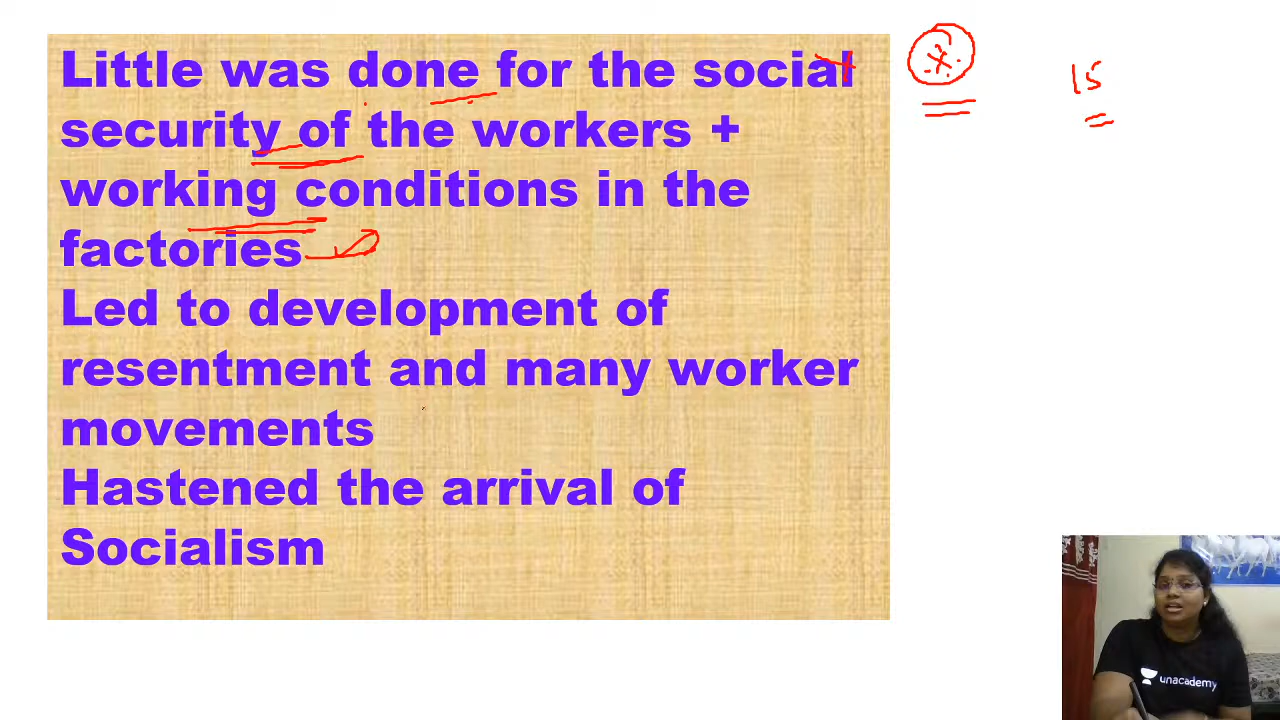 Little was done for the social
security of the workers +
working conditions in the
factories
Led to development of
resentment and many worker
movements
Hastened the arrival of
Socialism
15
unacademy